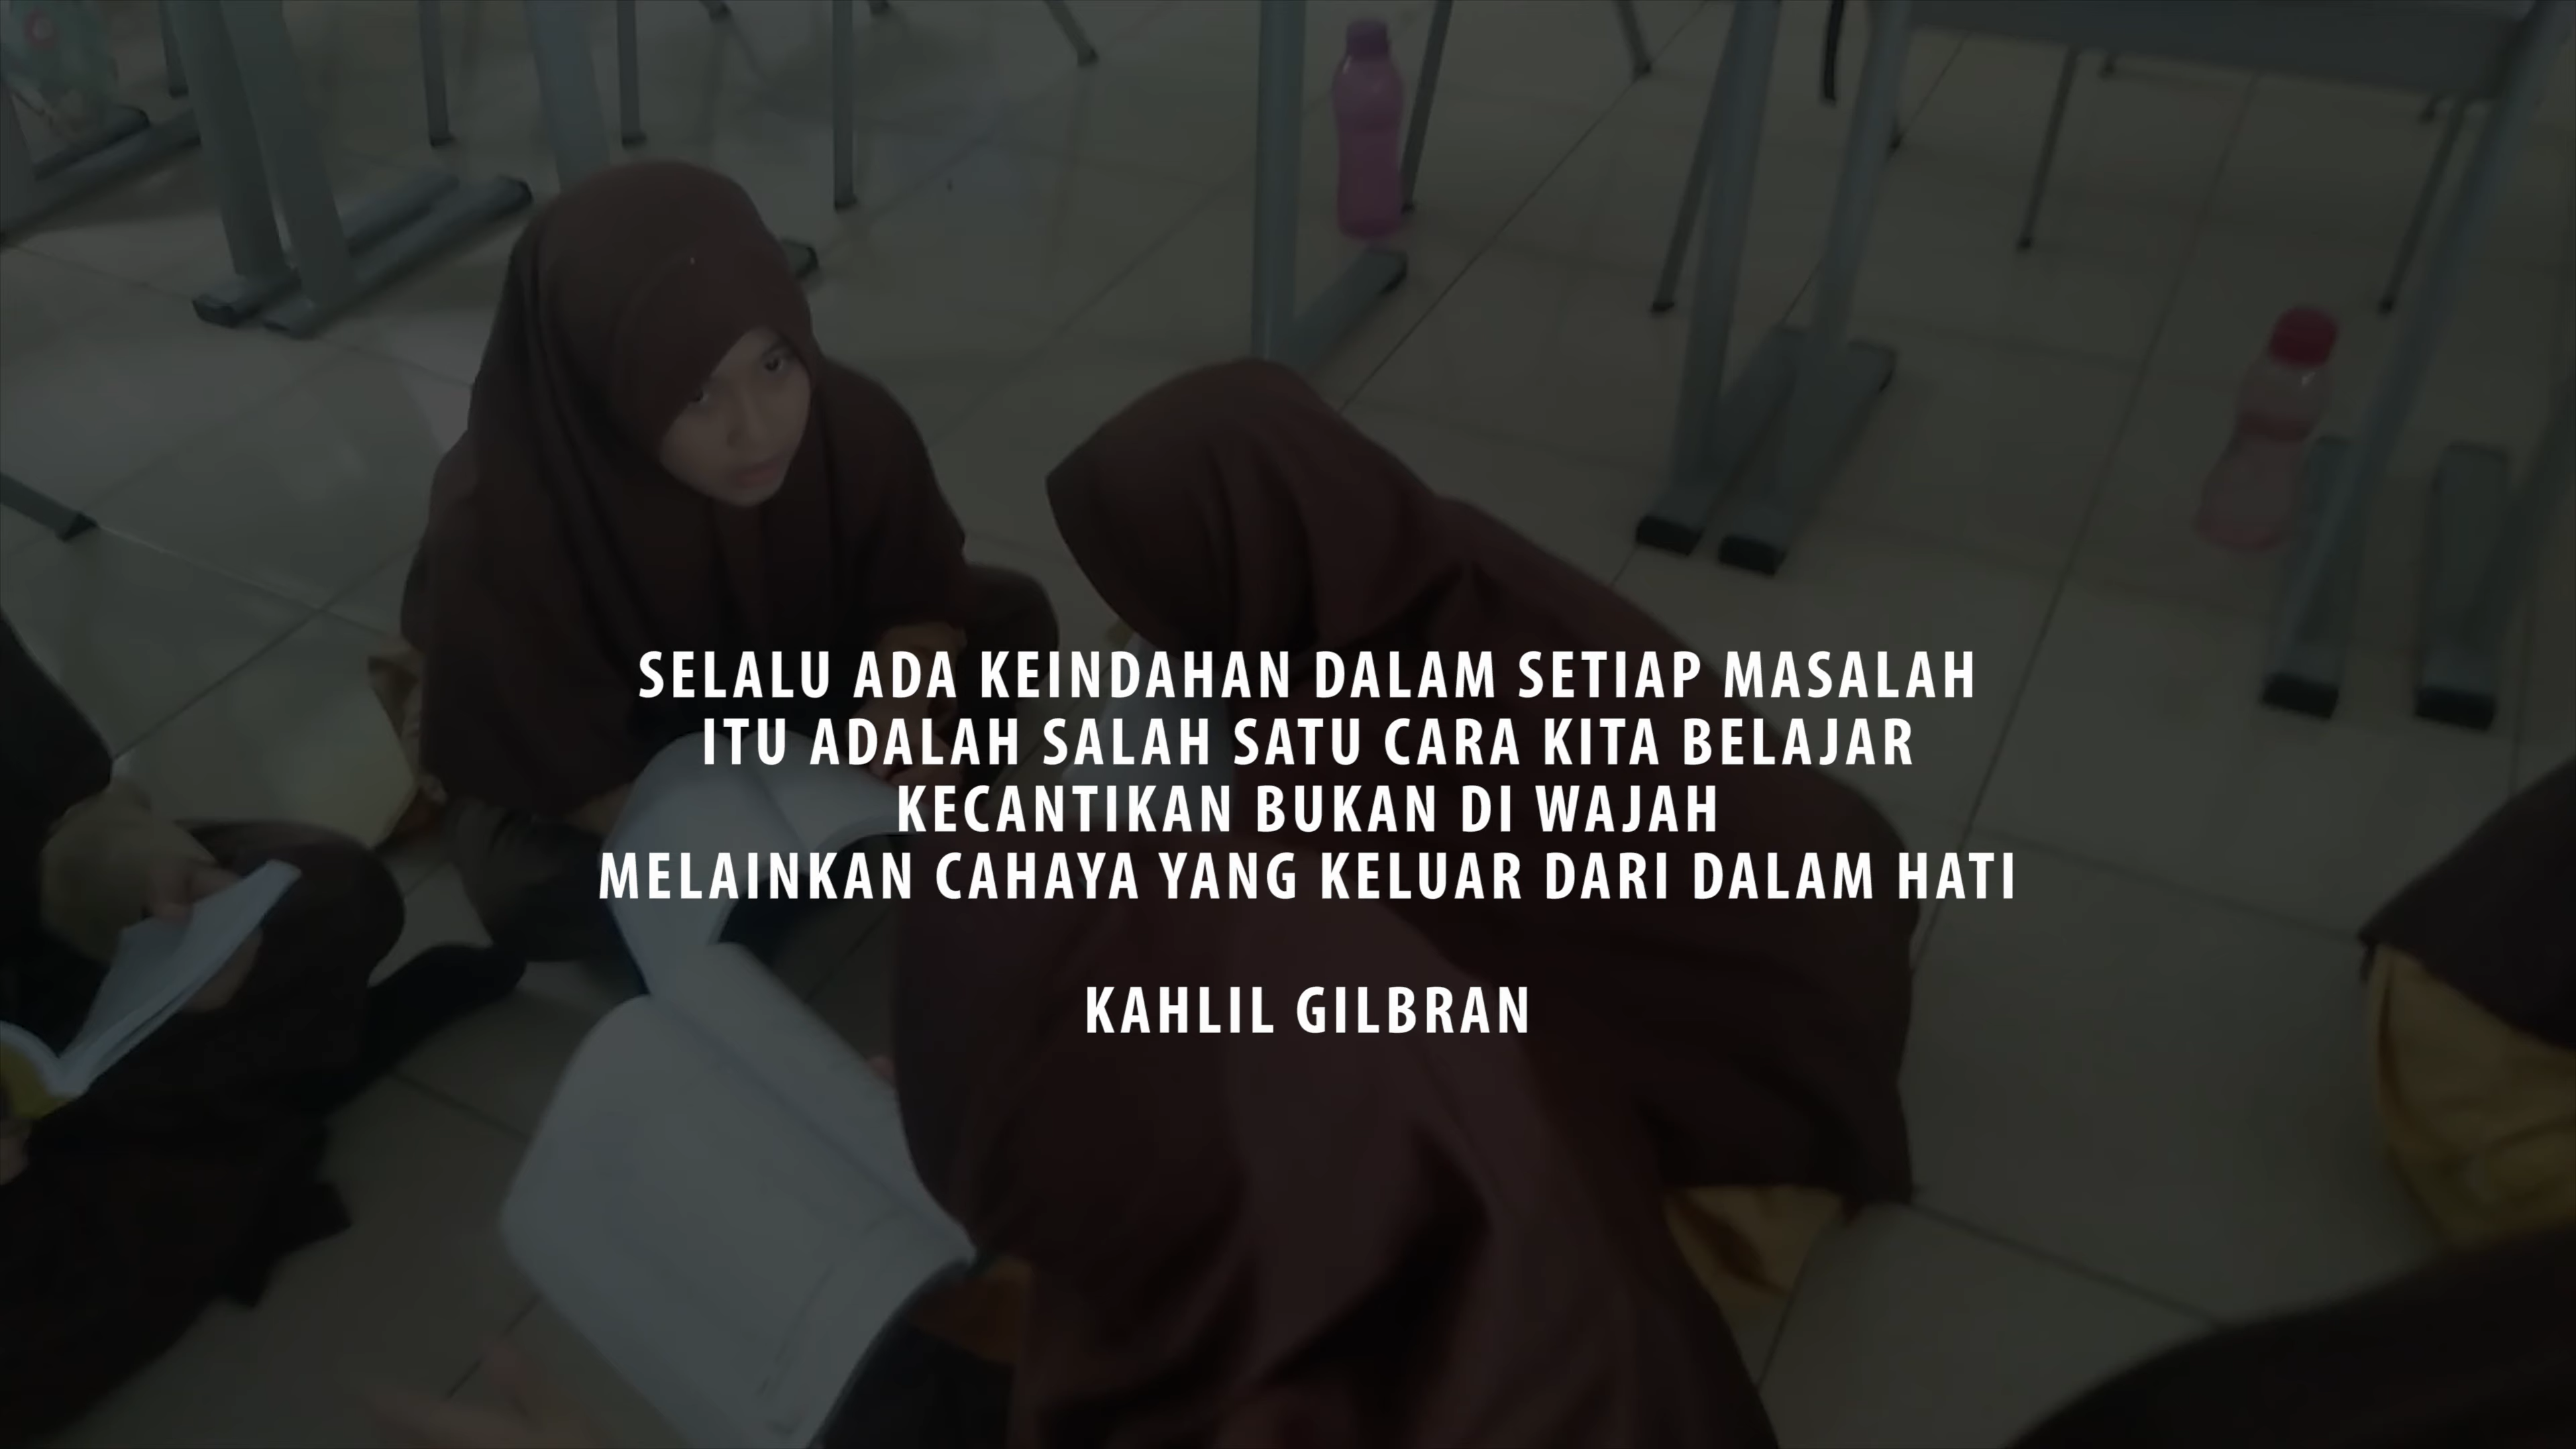 SELALU ADA KEINDAHAN DALAM SETIAP MASALAH
ITU ADALAH SALAH SATU CARA KITA BELAJAR
KECANTIKAN BUKAN DI WAJAH
MELAINKAN CAHAYA YANG KELUAR DARI DALAM HATI
KAHLIL GILBRAN